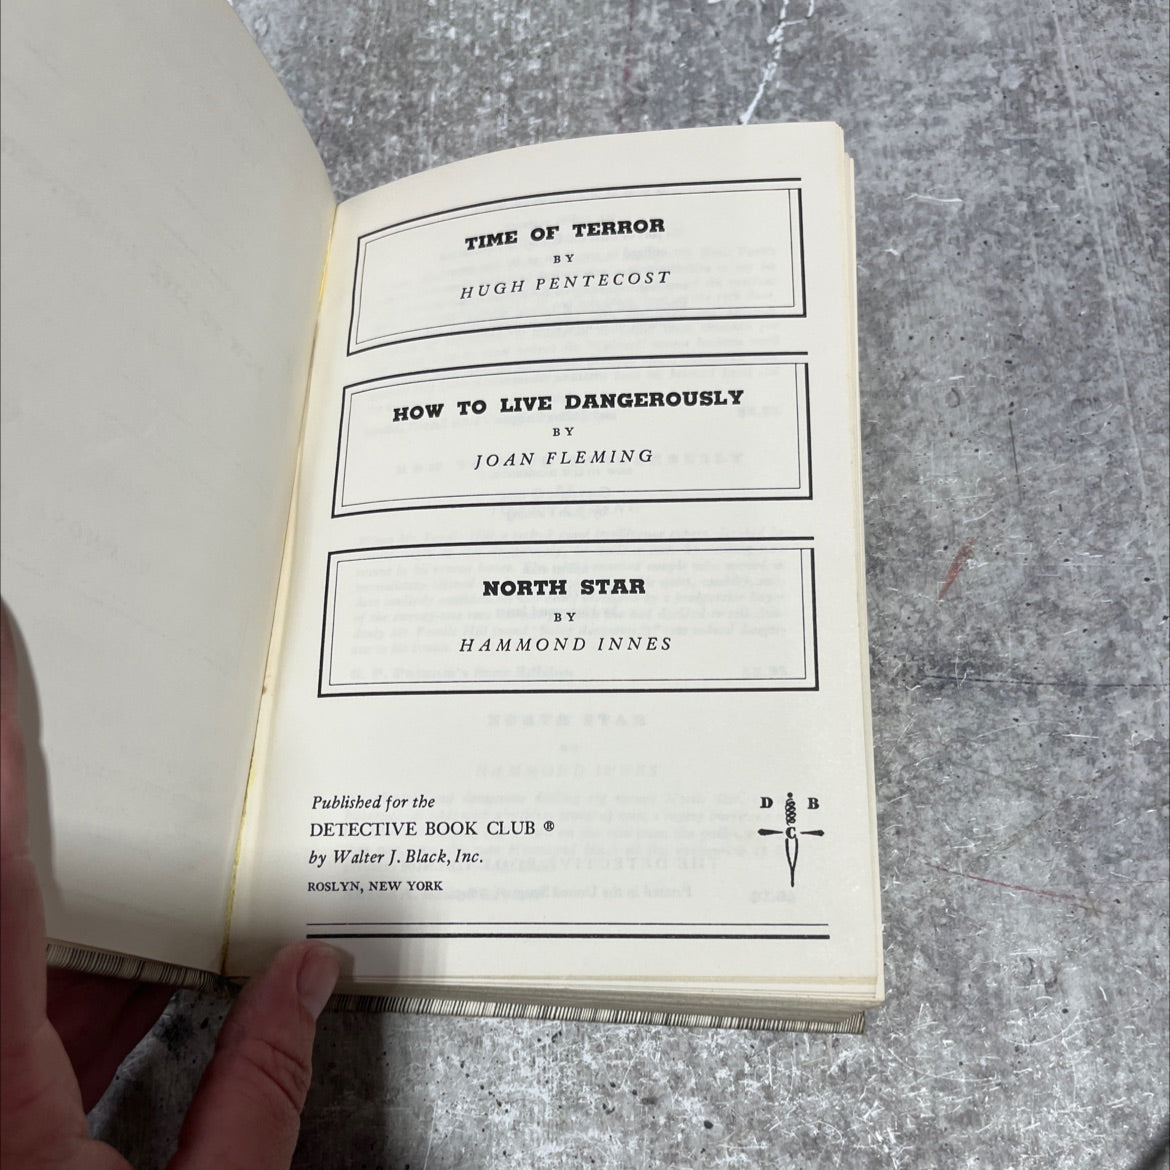 TIME OF TERROR
BY
HUGH PENTECOST
HOW TO LIVE DANGEROUSLY
BY
JOAN FLEMING
NORTH STAR
BY
HAMMOND INNES
Published for the
DETECTIVE BOOK CLUB ®
by Walter J. Black, Inc.
ROSLYN, NEW YORK
D B
C